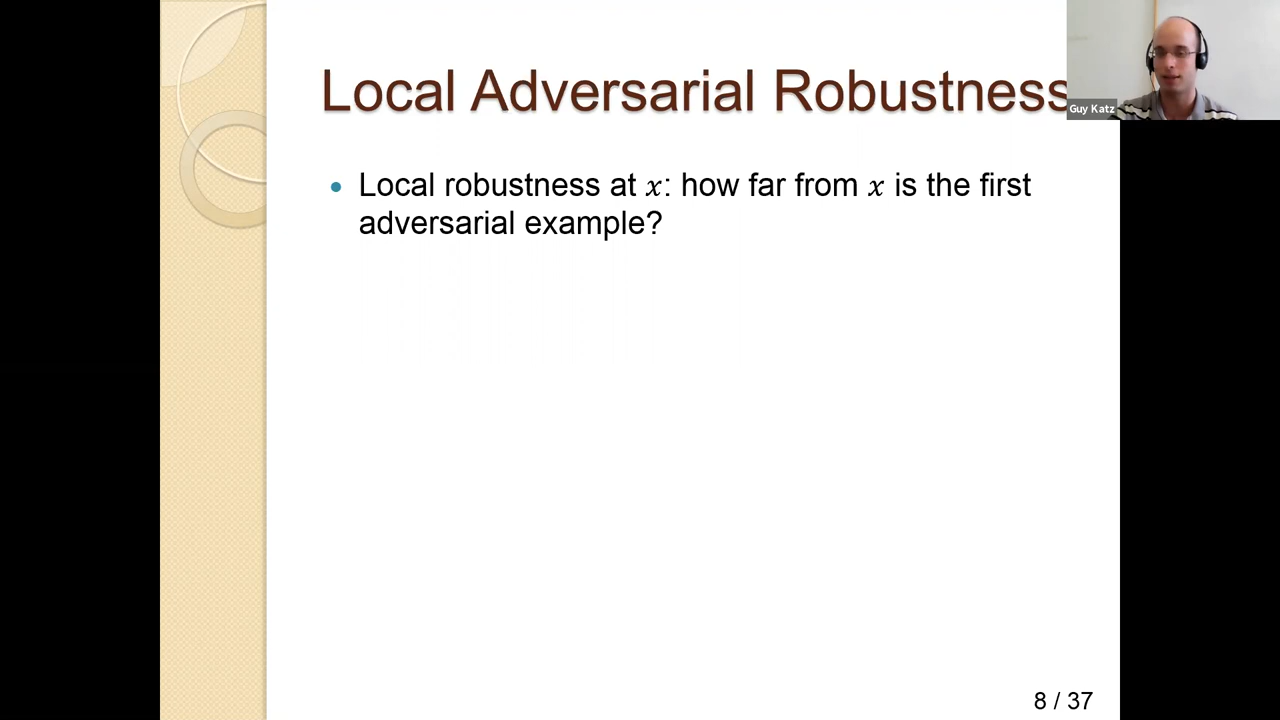 Local Adversarial Robustness
Guy Katz
• Local robustness at x: how far from x is the first
adversarial example?
8 / 37